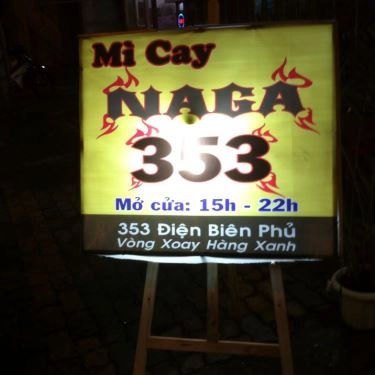 Mì Cay
NAGA
353
Mở cửa: 15h - 22h
353 Điện Biên Phủ
Vòng Xoay Hàng Xanh